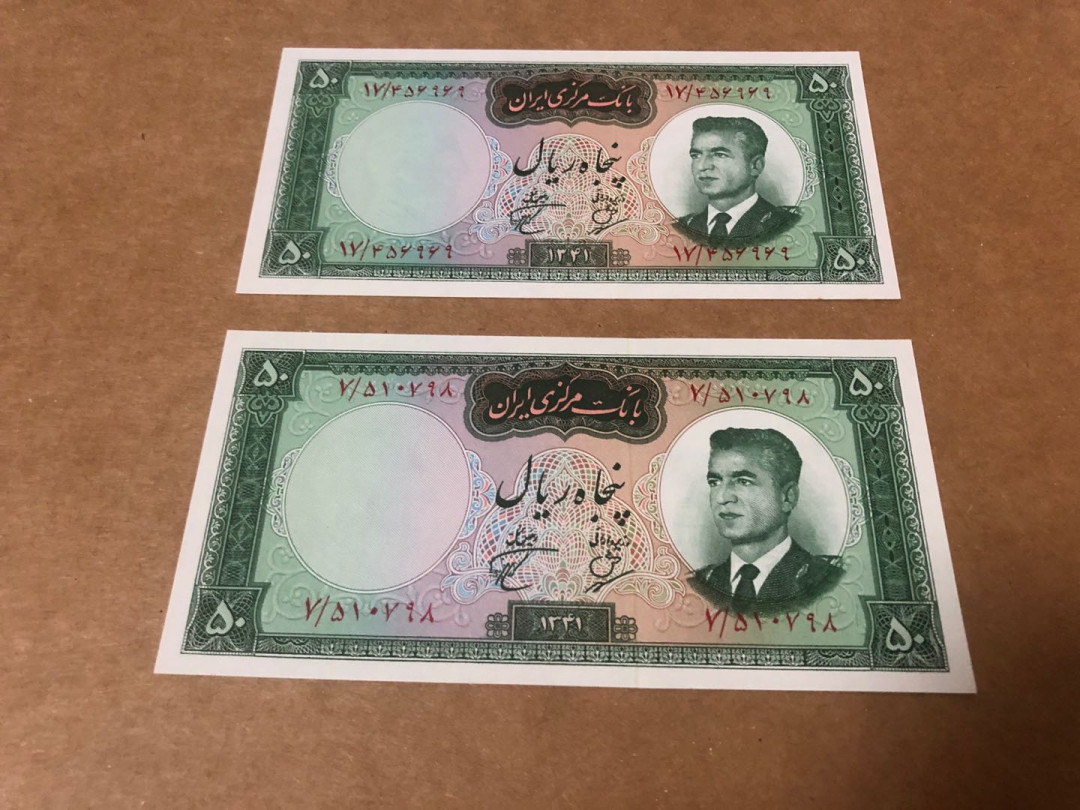 ۵۰ ۱۷/۴۵۶۹۶۹ بانک مرکزی ایران ۱۷/۴۵۶۹۶۹ ۵۰
پنجاه ریال
۱۷/۴۵۶۹۶۹ ۱۷/۴۵۶۹۶۹
۵۰ ۱۳۴۱ ۵۰
۵۰ ۷/۵۱۰۷۹۸ بانک مرکزی ایران ۷/۵۱۰۷۹۸ ۵۰
پنجاه ریال
۷/۵۱۰۷۹۸ ۷/۵۱۰۷۹۸
۵۰ ۱۳۴۱ ۵۰